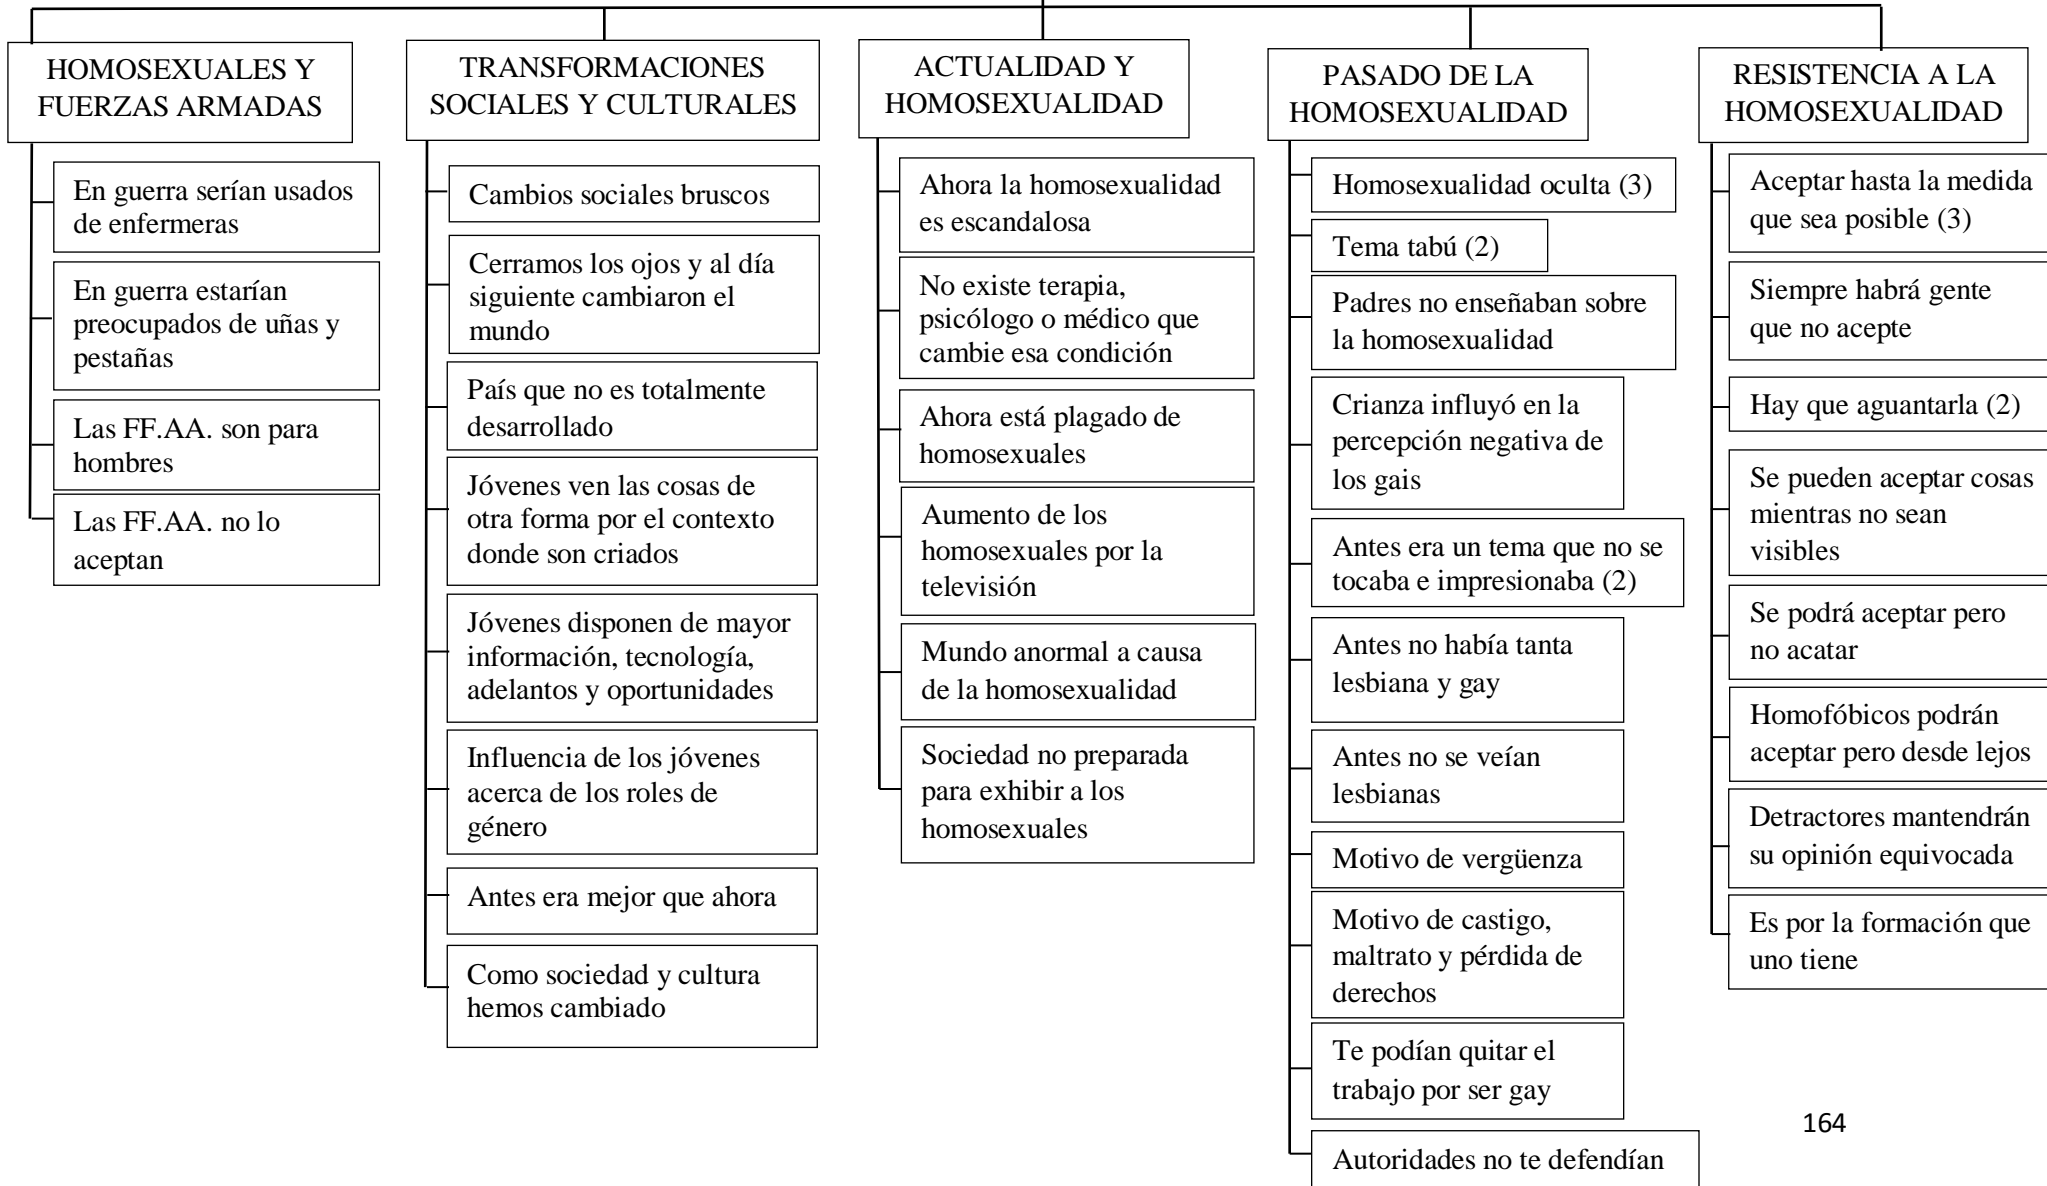 HOMOSEXUALES Y
FUERZAS ARMADAS
En guerra serían usados
de enfermeras
En guerra estarían
preocupados de uñas y
pestañas
Las FF.AA. son para
hombres
Las FF.AA. no lo
aceptan
TRANSFORMACIONES
SOCIALES Y CULTURALES
Cambios sociales bruscos
Cerramos los ojos y al día
siguiente cambiaron el
mundo
País que no es totalmente
desarrollado
Jóvenes ven las cosas de
otra forma por el contexto
donde son criados
Jóvenes disponen de mayor
información, tecnología,
adelantos y oportunidades
Influencia de los jóvenes
acerca de los roles de
género
Antes era mejor que ahora
Como sociedad y cultura
hemos cambiado
ACTUALIDAD Y
HOMOSEXUALIDAD
Ahora la homosexualidad
es escandalosa
No existe terapia,
psicólogo o médico que
cambie esa condición
Ahora está plagado de
homosexuales
Aumento de los
homosexuales por la
televisión
Mundo anormal a causa
de la homosexualidad
Sociedad no preparada
para exhibir a los
homosexuales
PASADO DE LA
HOMOSEXUALIDAD
Homosexualidad oculta (3)
Tema tabú (2)
Padres no enseñaban sobre
la homosexualidad
Crianza influyó en la
percepción negativa de
los gais
Antes era un tema que no se
tocaba e impresionaba (2)
Antes no había tanta
lesbiana y gay
Antes no se veían
lesbianas
Motivo de vergüenza
Motivo de castigo,
maltrato y pérdida de
derechos
Te podían quitar el
trabajo por ser gay
Autoridades no te defendían
RESISTENCIA A LA
HOMOSEXUALIDAD
Aceptar hasta la medida
que sea posible (3)
Siempre habrá gente
que no acepte
Hay que aguantarla (2)
Se pueden aceptar cosas
mientras no sean
visibles
Se podrá aceptar pero
no acatar
Homofóbicos podrán
aceptar pero desde lejos
Detractores mantendrán
su opinión equivocada
Es por la formación que
uno tiene
164